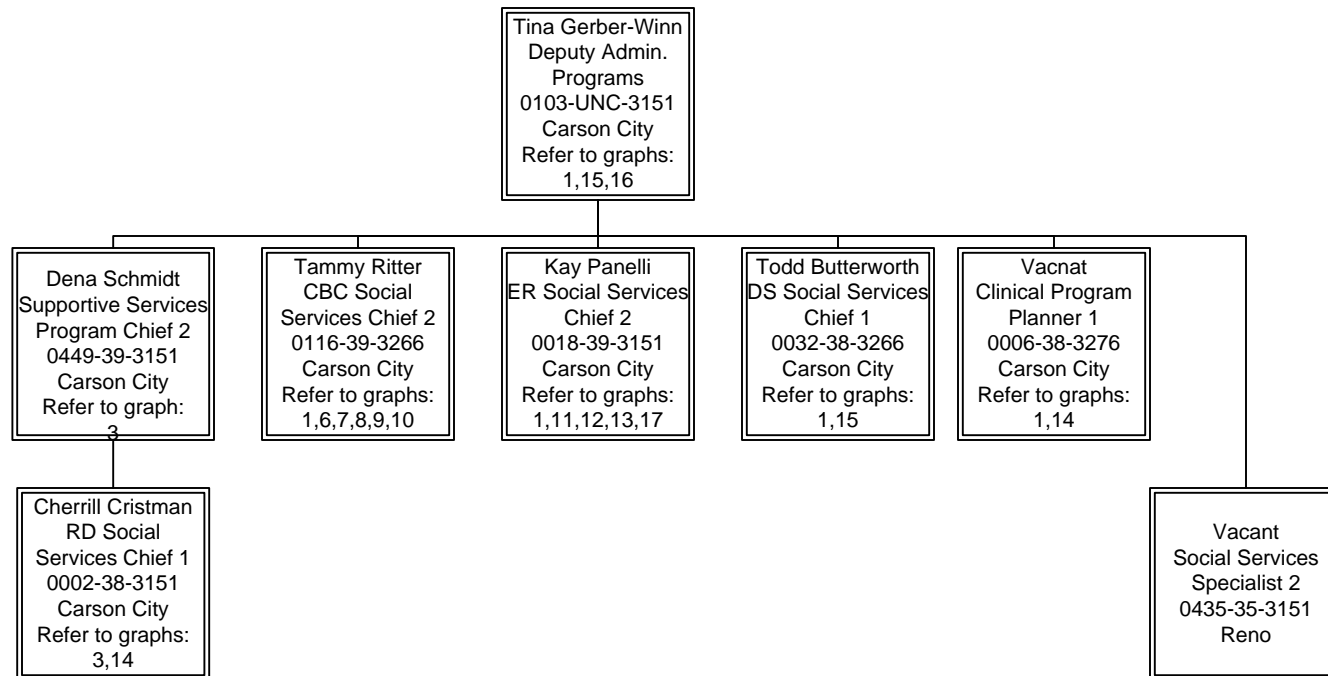 Tina Gerber-Winn
Deputy Admin.
Programs
0103-UNC-3151
Carson City
Refer to graphs:
1,15,16
Dena Schmidt
Supportive Services
Program Chief 2
0449-39-3151
Carson City
Refer to graph:
3
Tammy Ritter
CBC Social
Services Chief 2
0116-39-3266
Carson City
Refer to graphs:
1,6,7,8,9,10
Kay Panelli
ER Social Services
Chief 2
0018-39-3151
Carson City
Refer to graphs:
1,11,12,13,17
Todd Butterworth
DS Social Services
Chief 1
0032-38-3266
Carson City
Refer to graphs:
1,15
Vacnat
Clinical Program
Planner 1
0006-38-3276
Carson City
Refer to graphs:
1,14
Cherrill Cristman
RD Social
Services Chief 1
0002-38-3151
Carson City
Refer to graphs:
3,14
Vacant
Social Services
Specialist 2
0435-35-3151
Reno